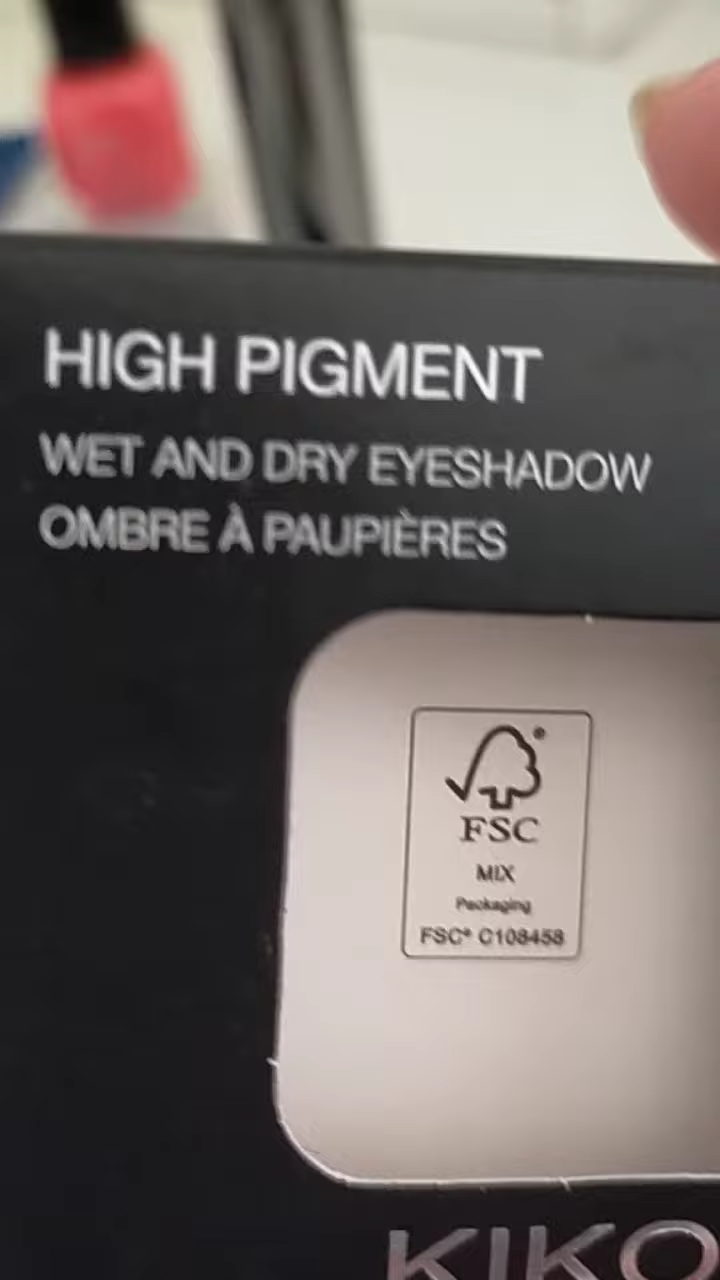 HIGH PIGMENT
WET AND DRY EYESHADOW
OMBRE À PAUPIÈRES
FSC
MIX
Packaging
FSC® C108458
KIKO